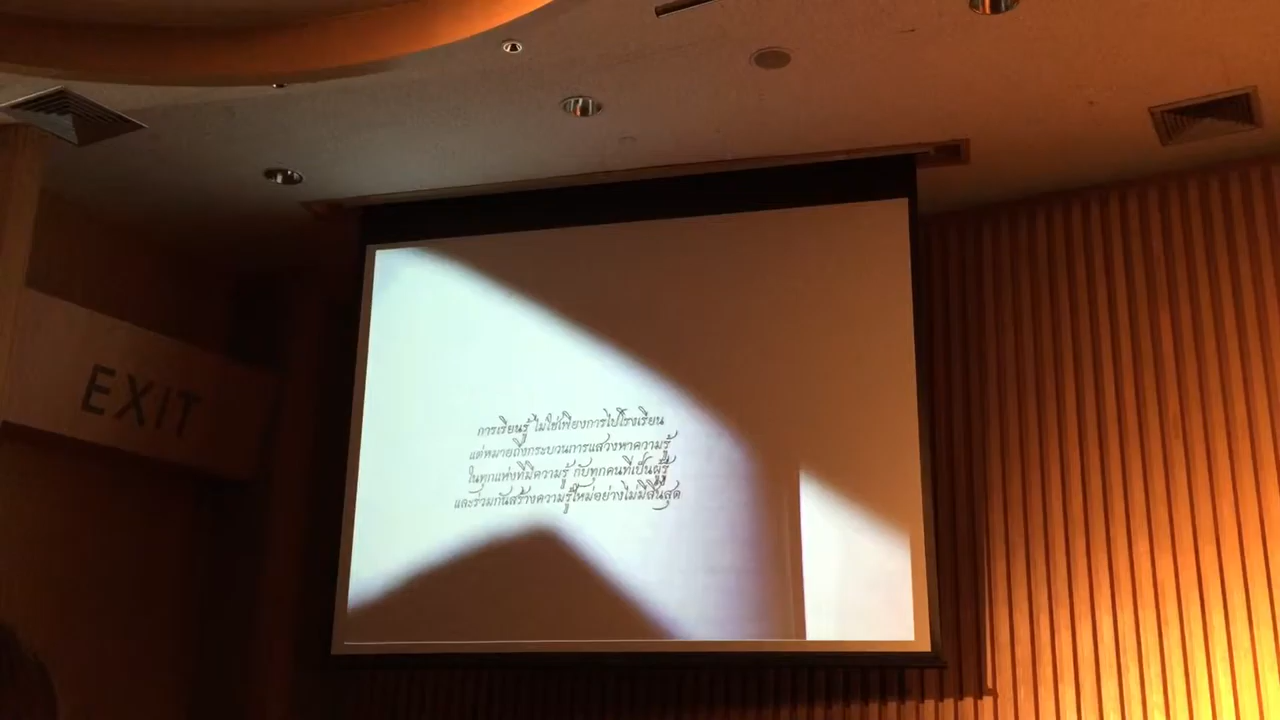 EXIT
การเรียนรู้ ไม่ใช่เพียงการไปโรงเรียน
แต่หมายถึงกระบวนการแสวงหาความรู้
ในทุกแห่งที่มีความรู้ กับทุกคนที่เป็นผู้รู้
และร่วมกันสร้างความรู้ใหม่อย่างไม่มีสิ้นสุด